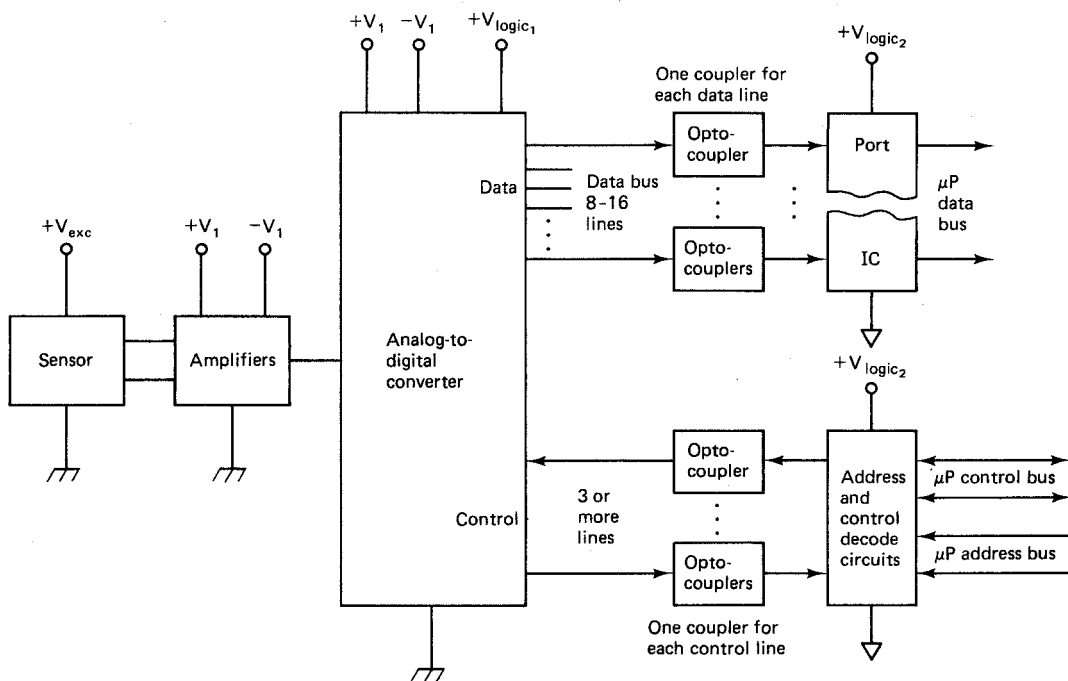 +V1
−V1
+Vlogic1
+Vlogic2
One coupler for
each data line
Opto-
coupler
Port
Data
Data bus
8-16
lines
μP
data
bus
+Vexc
+V1
−V1
Opto-
couplers
IC
Sensor
Amplifiers
Analog-to-
digital
converter
+Vlogic2
Opto-
coupler
Address
and
control
decode
circuits
μP control bus
Control
3 or
more
lines
μP address bus
Opto-
couplers
One coupler for
each control line